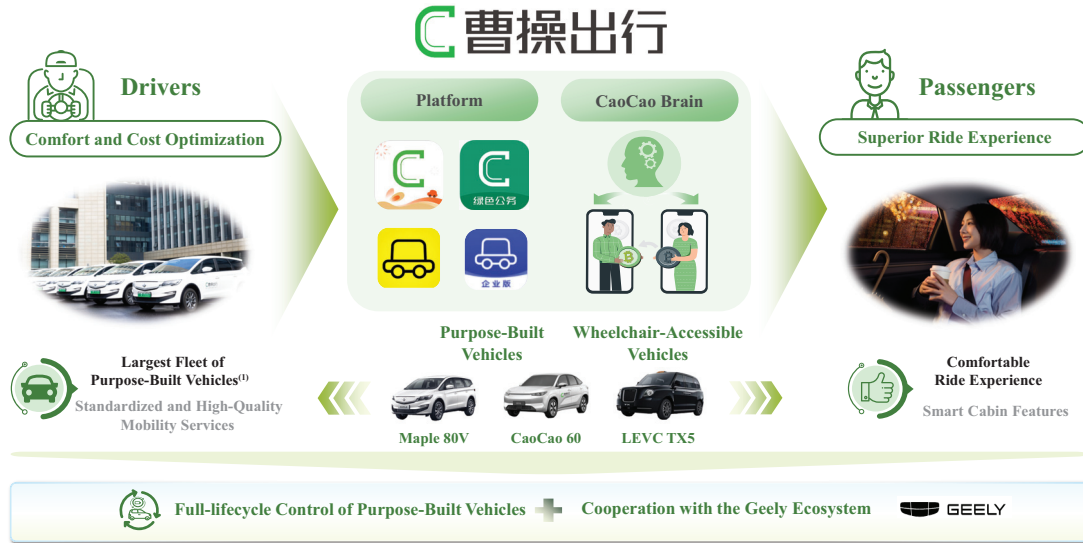 曹操出行
Drivers
Comfort and Cost Optimization
Platform
CaoCao Brain
绿色公务
企业版
Passengers
Superior Ride Experience
Largest Fleet of
Purpose-Built Vehicles(1)
Standardized and High-Quality
Mobility Services
Purpose-Built
Vehicles
Wheelchair-Accessible
Vehicles
Maple 80V
CaoCao 60
LEVC TX5
Comfortable
Ride Experience
Smart Cabin Features
Full-lifecycle Control of Purpose-Built Vehicles
Cooperation with the Geely Ecosystem
GEELY